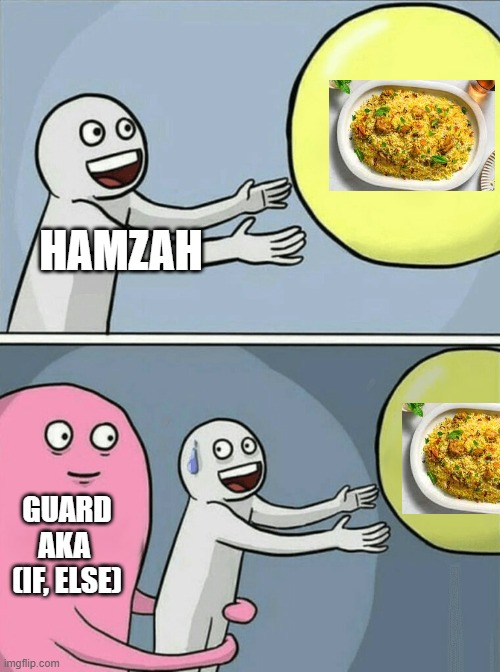 HAMZAH
GUARD
AKA
(IF, ELSE)
imgflip.com